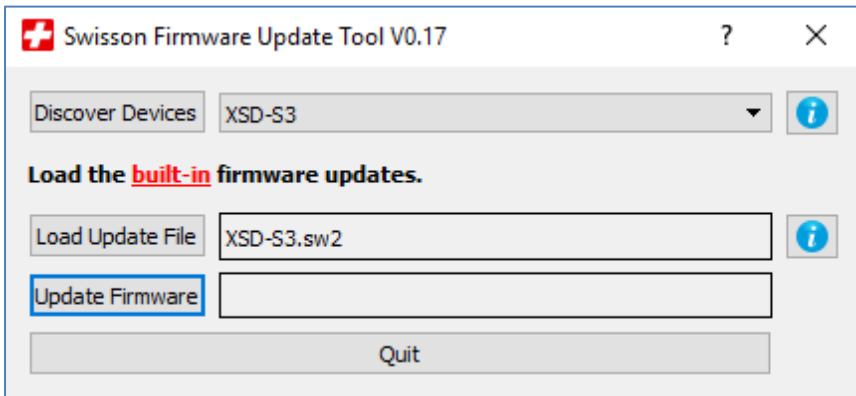 Swisson Firmware Update Tool V0.17 ?
Discover Devices XSD-S3 i
Load the built-in firmware updates.
Load Update File XSD-S3.sw2 i
Update Firmware
Quit